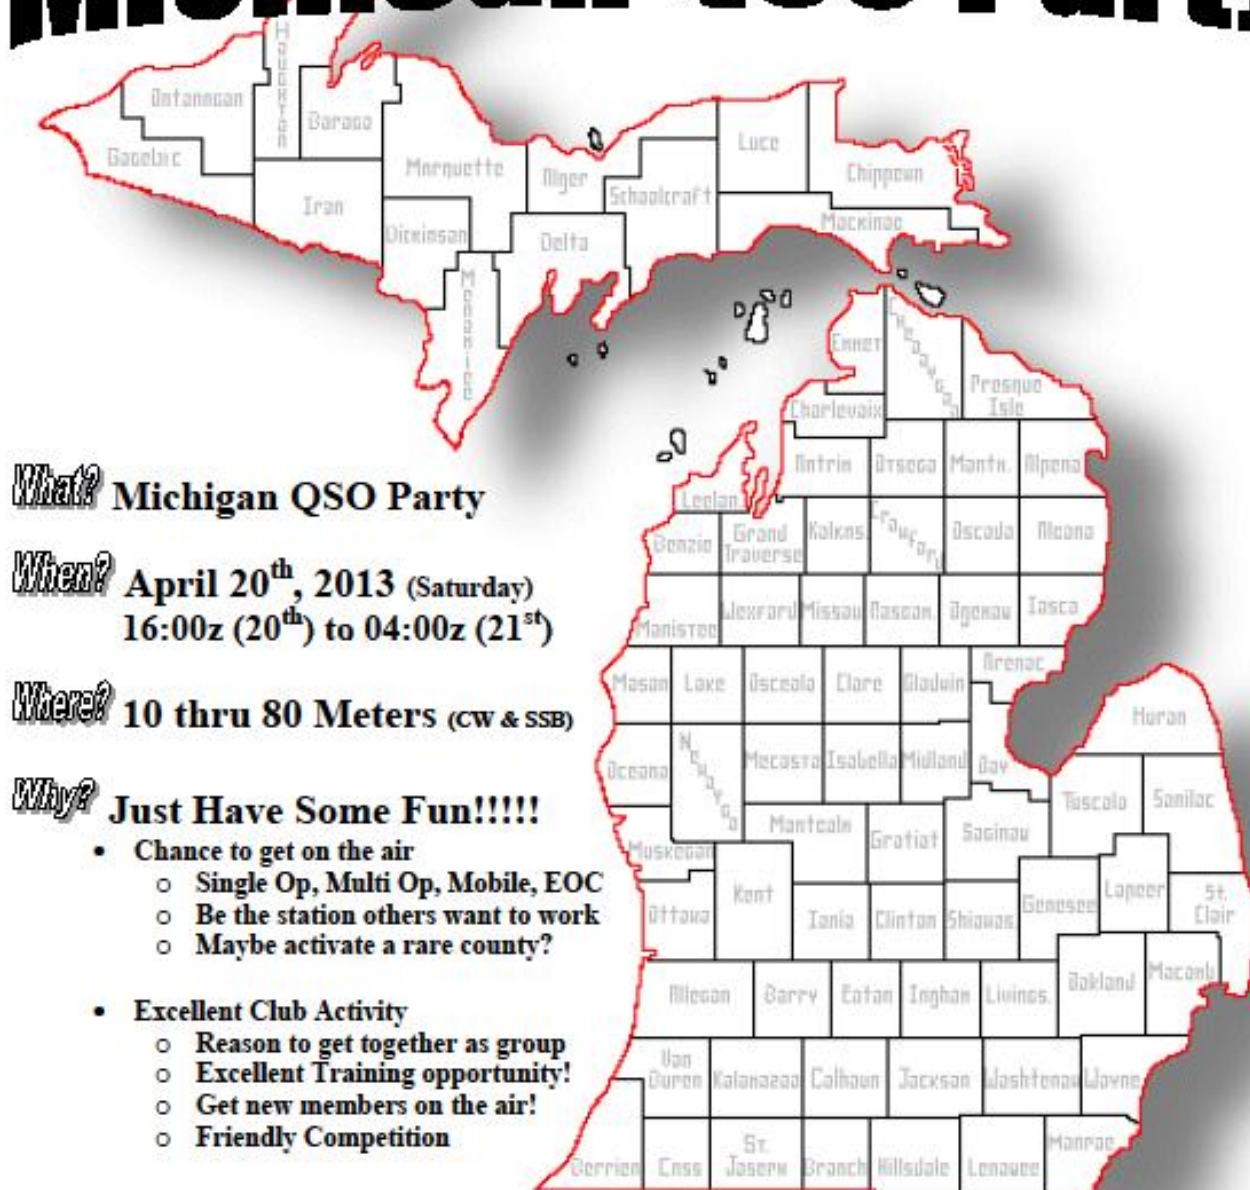 Houghton
Ontonagon
Baraga
Gogebic
Marquette
Alger
Luce
Chippewa
Iron
Schoolcraft
Dickinson
Delta
Mackinac
Menominee
Emmet
Cheboygan
Presque
Isle
Charlevoix
Antrim Otsego Montm. Alpena
Leelan.
Benzie
Grand
Traverse
Kalkas.
Crawford
Oscoda
Alcona
Manistee
Wexford
Missau
Roscom.
Ogemaw
Iosco
Mason Lake Osceola Clare Gladwin
Arenac
Huron
Oceana
Newaygo
Mecosta Isabella Midland
Bay
Tuscola
Sanilac
Muskegon
Montcalm
Gratiot
Saginaw
Ottawa
Kent
Ionia
Clinton
Shiawas.
Genesee
Lapeer
St.
Clair
Allegan Barry Eaton Ingham Livings.
Oakland
Macomb
Van
Buren
Kalamazoo Calhoun Jackson Washtenaw Wayne
Berrien Cass
St.
Joseph
Branch Hillsdale Lenawee
Monroe
What? Michigan QSO Party
When? April 20th, 2013 (Saturday)
16:00z (20th) to 04:00z (21st)
Where? 10 thru 80 Meters (CW & SSB)
Why? Just Have Some Fun!!!!!
• Chance to get on the air
o Single Op, Multi Op, Mobile, EOC
o Be the station others want to work
o Maybe activate a rare county?
• Excellent Club Activity
o Reason to get together as group
o Excellent Training opportunity!
o Get new members on the air!
o Friendly Competition